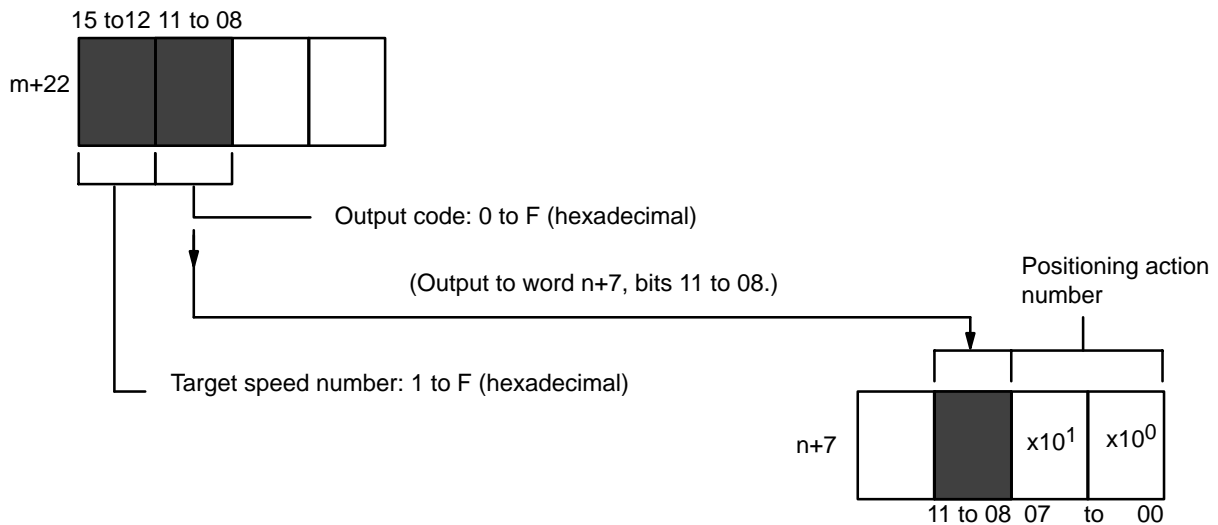 15 to12 11 to 08
m+22
Output code: 0 to F (hexadecimal)
(Output to word n+7, bits 11 to 08.)
Positioning action
number
Target speed number: 1 to F (hexadecimal)
n+7
x10¹ x10⁰
11 to 08 07 to 00